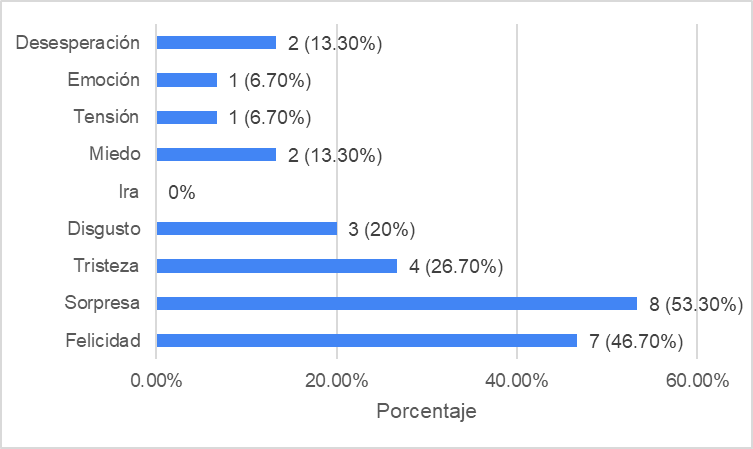 Desesperación 2 (13.30%)
Emoción 1 (6.70%)
Tensión 1 (6.70%)
Miedo 2 (13.30%)
Ira 0%
Disgusto 3 (20%)
Tristeza 4 (26.70%)
Sorpresa 8 (53.30%)
Felicidad 7 (46.70%)
0.00% 20.00% 40.00% 60.00%
Porcentaje